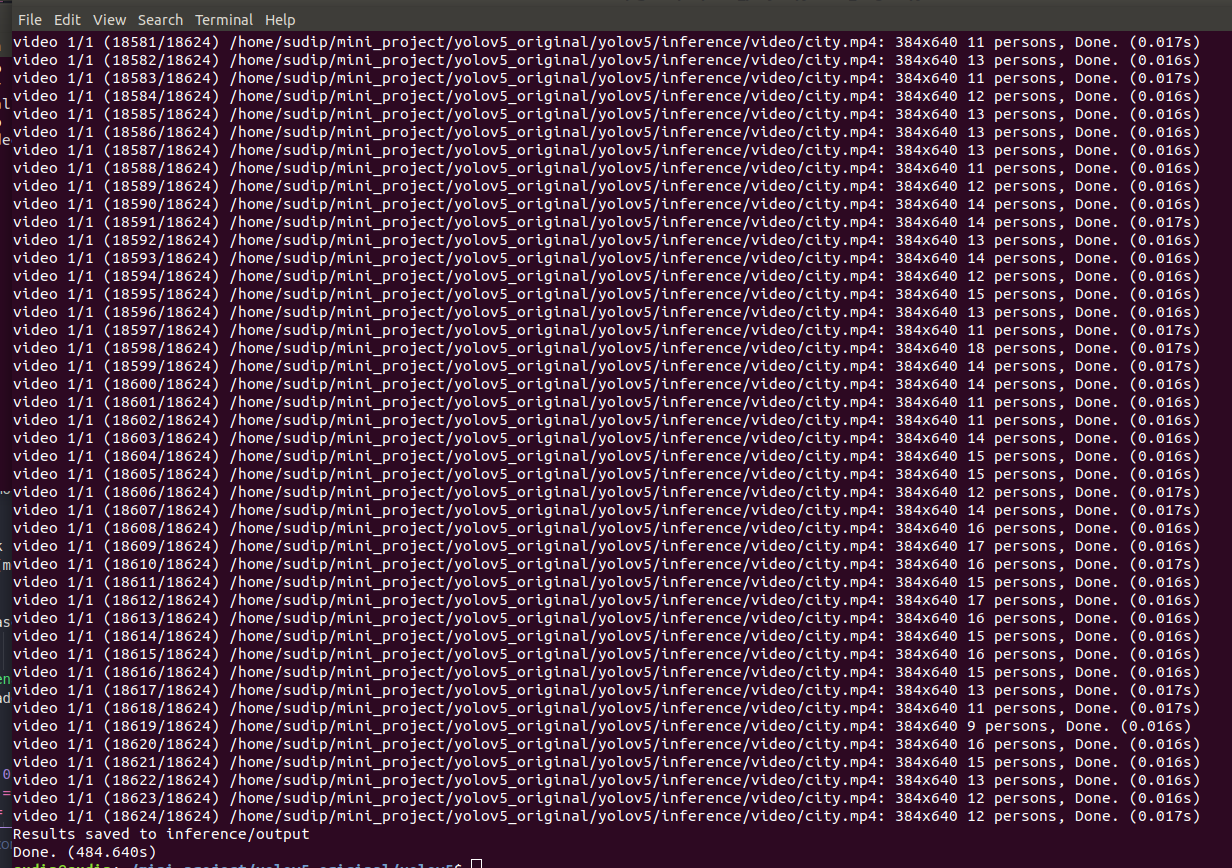 File Edit View Search Terminal Help
video 1/1 (18581/18624) /home/sudip/mini_project/yolov5_original/yolov5/inference/video/city.mp4: 384x640 11 persons, Done. (0.017s)
video 1/1 (18582/18624) /home/sudip/mini_project/yolov5_original/yolov5/inference/video/city.mp4: 384x640 13 persons, Done. (0.016s)
video 1/1 (18583/18624) /home/sudip/mini_project/yolov5_original/yolov5/inference/video/city.mp4: 384x640 11 persons, Done. (0.017s)
video 1/1 (18584/18624) /home/sudip/mini_project/yolov5_original/yolov5/inference/video/city.mp4: 384x640 12 persons, Done. (0.016s)
video 1/1 (18585/18624) /home/sudip/mini_project/yolov5_original/yolov5/inference/video/city.mp4: 384x640 13 persons, Done. (0.016s)
video 1/1 (18586/18624) /home/sudip/mini_project/yolov5_original/yolov5/inference/video/city.mp4: 384x640 13 persons, Done. (0.016s)
video 1/1 (18587/18624) /home/sudip/mini_project/yolov5_original/yolov5/inference/video/city.mp4: 384x640 13 persons, Done. (0.016s)
video 1/1 (18588/18624) /home/sudip/mini_project/yolov5_original/yolov5/inference/video/city.mp4: 384x640 11 persons, Done. (0.016s)
video 1/1 (18589/18624) /home/sudip/mini_project/yolov5_original/yolov5/inference/video/city.mp4: 384x640 12 persons, Done. (0.016s)
video 1/1 (18590/18624) /home/sudip/mini_project/yolov5_original/yolov5/inference/video/city.mp4: 384x640 14 persons, Done. (0.016s)
video 1/1 (18591/18624) /home/sudip/mini_project/yolov5_original/yolov5/inference/video/city.mp4: 384x640 14 persons, Done. (0.017s)
video 1/1 (18592/18624) /home/sudip/mini_project/yolov5_original/yolov5/inference/video/city.mp4: 384x640 13 persons, Done. (0.016s)
video 1/1 (18593/18624) /home/sudip/mini_project/yolov5_original/yolov5/inference/video/city.mp4: 384x640 14 persons, Done. (0.016s)
video 1/1 (18594/18624) /home/sudip/mini_project/yolov5_original/yolov5/inference/video/city.mp4: 384x640 12 persons, Done. (0.016s)
video 1/1 (18595/18624) /home/sudip/mini_project/yolov5_original/yolov5/inference/video/city.mp4: 384x640 15 persons, Done. (0.016s)
video 1/1 (18596/18624) /home/sudip/mini_project/yolov5_original/yolov5/inference/video/city.mp4: 384x640 13 persons, Done. (0.016s)
video 1/1 (18597/18624) /home/sudip/mini_project/yolov5_original/yolov5/inference/video/city.mp4: 384x640 11 persons, Done. (0.017s)
video 1/1 (18598/18624) /home/sudip/mini_project/yolov5_original/yolov5/inference/video/city.mp4: 384x640 18 persons, Done. (0.017s)
video 1/1 (18599/18624) /home/sudip/mini_project/yolov5_original/yolov5/inference/video/city.mp4: 384x640 14 persons, Done. (0.017s)
video 1/1 (18600/18624) /home/sudip/mini_project/yolov5_original/yolov5/inference/video/city.mp4: 384x640 14 persons, Done. (0.016s)
video 1/1 (18601/18624) /home/sudip/mini_project/yolov5_original/yolov5/inference/video/city.mp4: 384x640 11 persons, Done. (0.016s)
video 1/1 (18602/18624) /home/sudip/mini_project/yolov5_original/yolov5/inference/video/city.mp4: 384x640 11 persons, Done. (0.016s)
video 1/1 (18603/18624) /home/sudip/mini_project/yolov5_original/yolov5/inference/video/city.mp4: 384x640 14 persons, Done. (0.016s)
video 1/1 (18604/18624) /home/sudip/mini_project/yolov5_original/yolov5/inference/video/city.mp4: 384x640 15 persons, Done. (0.016s)
video 1/1 (18605/18624) /home/sudip/mini_project/yolov5_original/yolov5/inference/video/city.mp4: 384x640 15 persons, Done. (0.016s)
video 1/1 (18606/18624) /home/sudip/mini_project/yolov5_original/yolov5/inference/video/city.mp4: 384x640 12 persons, Done. (0.017s)
video 1/1 (18607/18624) /home/sudip/mini_project/yolov5_original/yolov5/inference/video/city.mp4: 384x640 14 persons, Done. (0.017s)
video 1/1 (18608/18624) /home/sudip/mini_project/yolov5_original/yolov5/inference/video/city.mp4: 384x640 16 persons, Done. (0.016s)
video 1/1 (18609/18624) /home/sudip/mini_project/yolov5_original/yolov5/inference/video/city.mp4: 384x640 17 persons, Done. (0.016s)
video 1/1 (18610/18624) /home/sudip/mini_project/yolov5_original/yolov5/inference/video/city.mp4: 384x640 16 persons, Done. (0.017s)
video 1/1 (18611/18624) /home/sudip/mini_project/yolov5_original/yolov5/inference/video/city.mp4: 384x640 15 persons, Done. (0.016s)
video 1/1 (18612/18624) /home/sudip/mini_project/yolov5_original/yolov5/inference/video/city.mp4: 384x640 17 persons, Done. (0.016s)
video 1/1 (18613/18624) /home/sudip/mini_project/yolov5_original/yolov5/inference/video/city.mp4: 384x640 16 persons, Done. (0.016s)
video 1/1 (18614/18624) /home/sudip/mini_project/yolov5_original/yolov5/inference/video/city.mp4: 384x640 15 persons, Done. (0.016s)
video 1/1 (18615/18624) /home/sudip/mini_project/yolov5_original/yolov5/inference/video/city.mp4: 384x640 16 persons, Done. (0.016s)
video 1/1 (18616/18624) /home/sudip/mini_project/yolov5_original/yolov5/inference/video/city.mp4: 384x640 15 persons, Done. (0.017s)
video 1/1 (18617/18624) /home/sudip/mini_project/yolov5_original/yolov5/inference/video/city.mp4: 384x640 13 persons, Done. (0.017s)
video 1/1 (18618/18624) /home/sudip/mini_project/yolov5_original/yolov5/inference/video/city.mp4: 384x640 11 persons, Done. (0.017s)
video 1/1 (18619/18624) /home/sudip/mini_project/yolov5_original/yolov5/inference/video/city.mp4: 384x640 9 persons, Done. (0.016s)
video 1/1 (18620/18624) /home/sudip/mini_project/yolov5_original/yolov5/inference/video/city.mp4: 384x640 16 persons, Done. (0.016s)
video 1/1 (18621/18624) /home/sudip/mini_project/yolov5_original/yolov5/inference/video/city.mp4: 384x640 15 persons, Done. (0.016s)
video 1/1 (18622/18624) /home/sudip/mini_project/yolov5_original/yolov5/inference/video/city.mp4: 384x640 13 persons, Done. (0.016s)
video 1/1 (18623/18624) /home/sudip/mini_project/yolov5_original/yolov5/inference/video/city.mp4: 384x640 12 persons, Done. (0.016s)
video 1/1 (18624/18624) /home/sudip/mini_project/yolov5_original/yolov5/inference/video/city.mp4: 384x640 12 persons, Done. (0.016s)
Results saved to inference/output
Done. (484.640s)